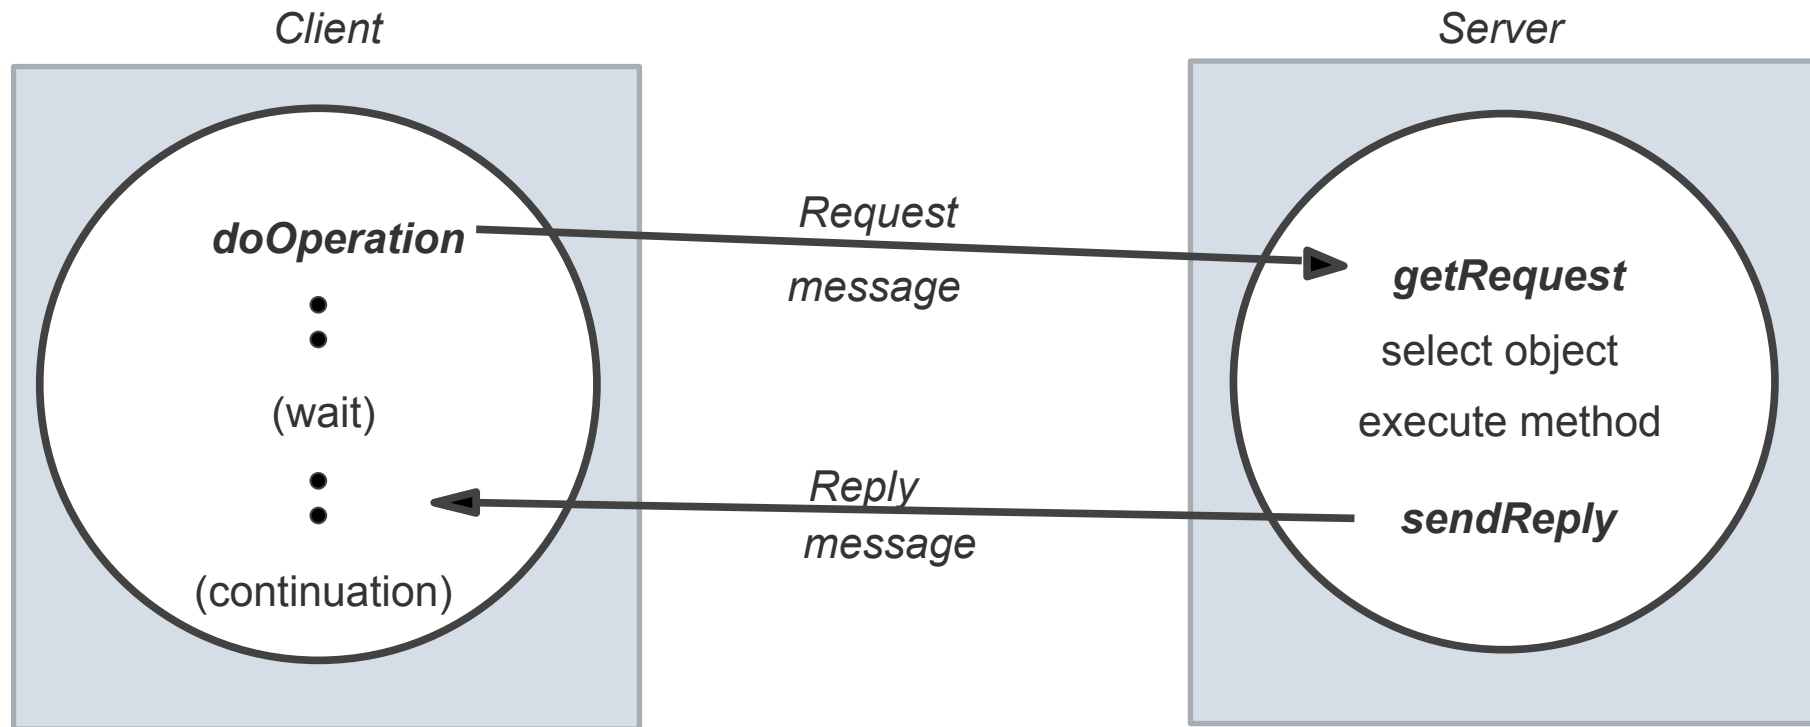 Client
Server
doOperation
(wait)
(continuation)
Request
message
Reply
message
getRequest
select object
execute method
sendReply